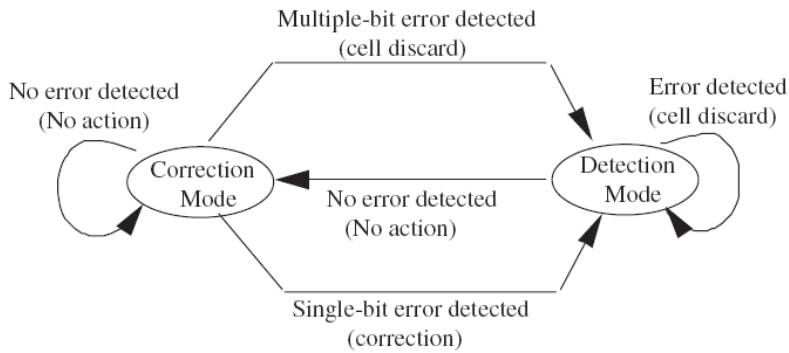 Multiple-bit error detected
(cell discard)
No error detected
(No action)
Error detected
(cell discard)
Correction
Mode
Detection
Mode
No error detected
(No action)
Single-bit error detected
(correction)